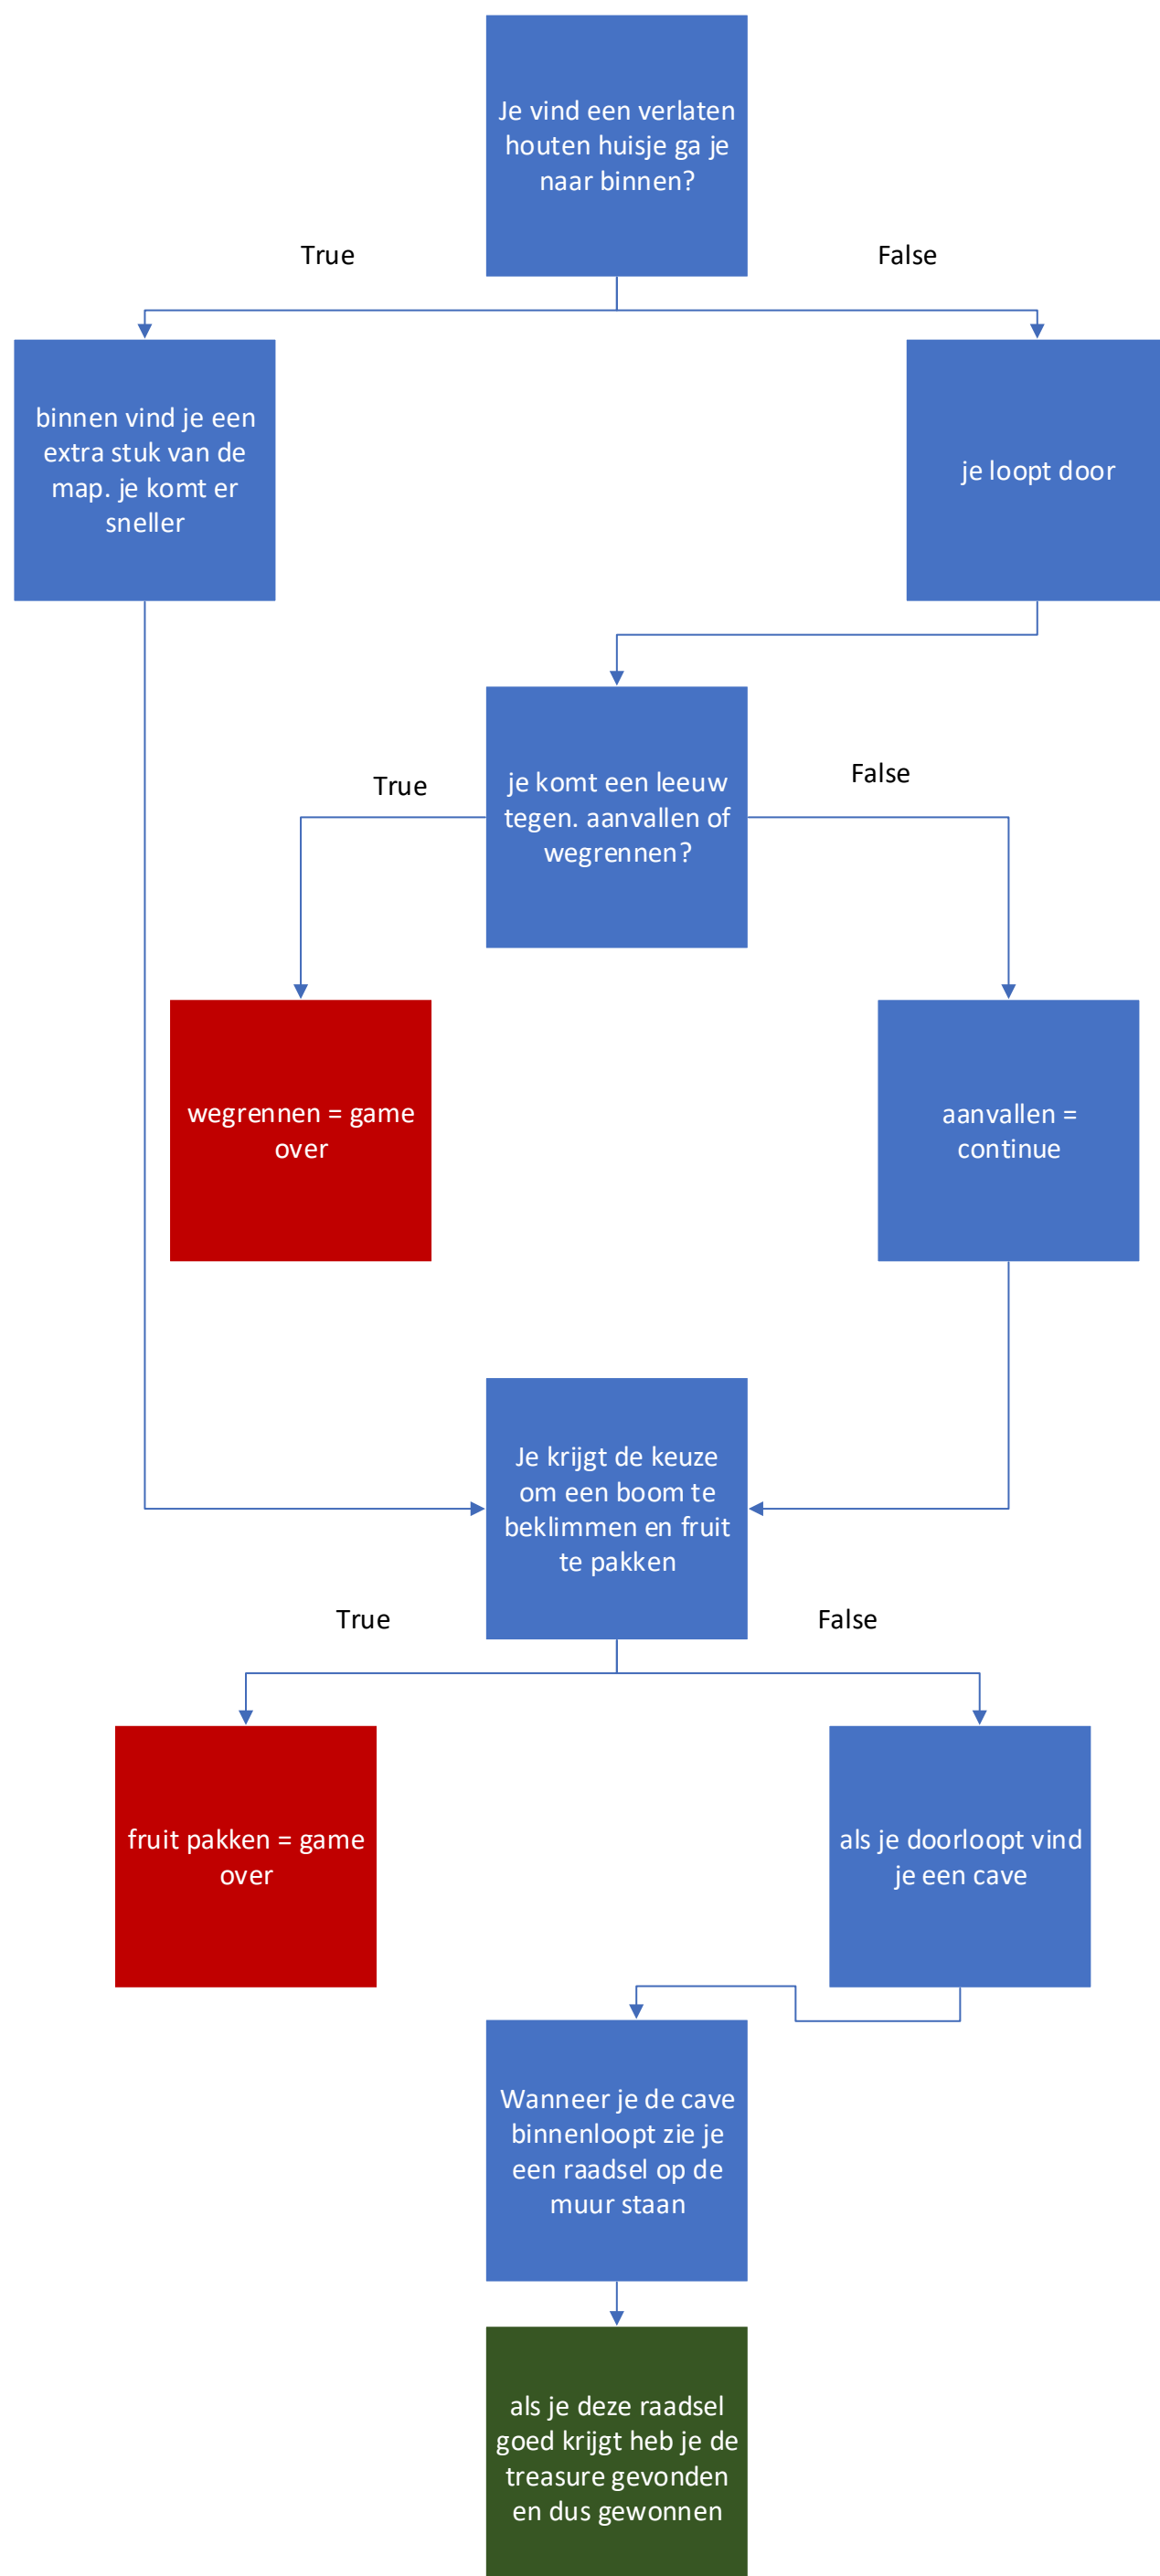 Je vind een verlaten
houten huisje ga je
naar binnen?
True
False
binnen vind je een
extra stuk van de
map. je komt er
sneller
je loopt door
je komt een leeuw
tegen. aanvallen of
wegrennen?
True
False
wegrennen = game
over
aanvallen =
continue
Je krijgt de keuze
om een boom te
beklimmen en fruit
te pakken
True
False
fruit pakken = game
over
als je doorloopt vind
je een cave
Wanneer je de cave
binnenloopt zie je
een raadsel op de
muur staan
als je deze raadsel
goed krijgt heb je de
treasure gevonden
en dus gewonnen